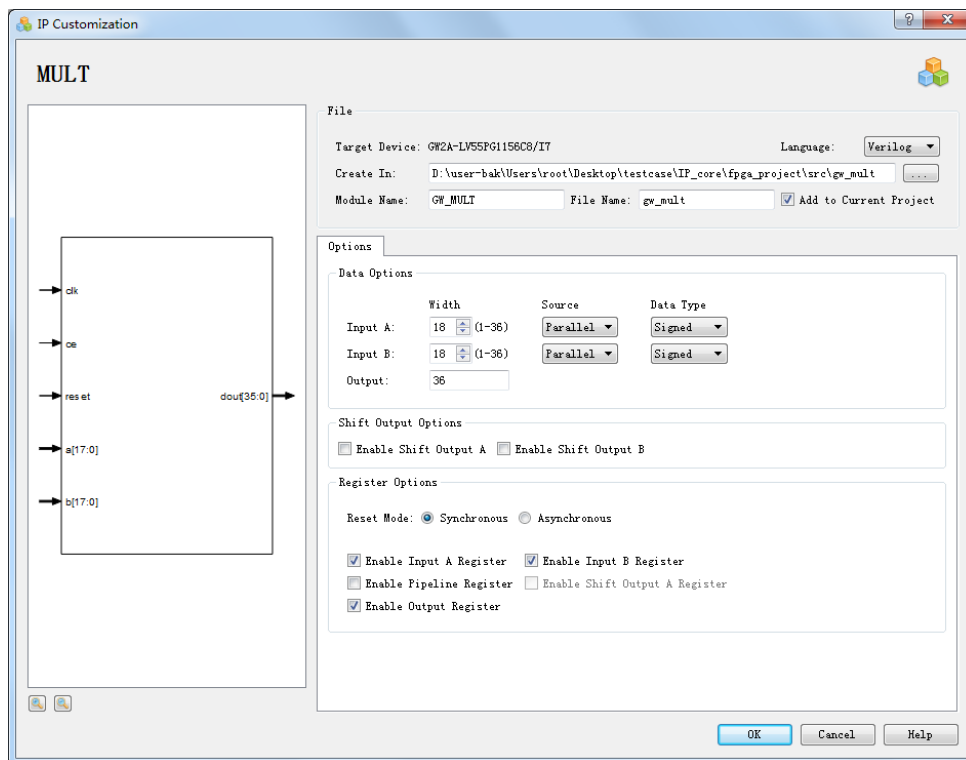 IP Customization
MULT
clk
ce
reset
a[17:0]
b[17:0]
dout[35:0]
File
Target Device: GW2A-LV55PG1156C8/I7 Language: Verilog
Create In: D:\user-bak\Users\root\Desktop\testcase\IP_core\fpga_project\src\gw_mult ...
Module Name: GW_MULT File Name: gw_mult Add to Current Project
Options
Data Options
Width Source Data Type
Input A: 18 (1-36) Parallel Signed
Input B: 18 (1-36) Parallel Signed
Output: 36
Shift Output Options
Enable Shift Output A Enable Shift Output B
Register Options
Reset Mode: Synchronous Asynchronous
Enable Input A Register Enable Input B Register
Enable Pipeline Register Enable Shift Output A Register
Enable Output Register
OK Cancel Help